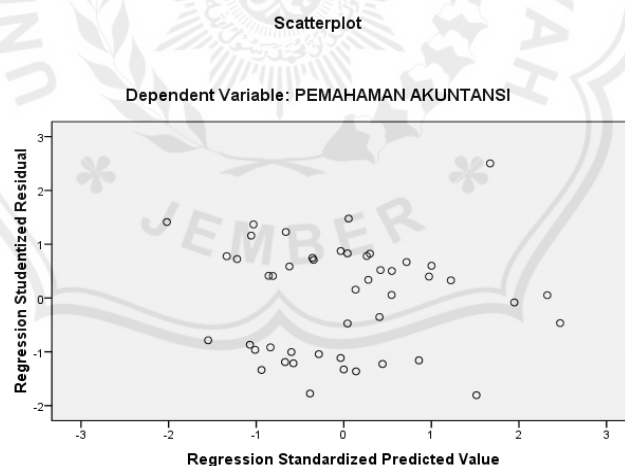 Scatterplot
Dependent Variable: PEMAHAMAN AKUNTANSI
Regression Studentized Residual
3
2
1
0
-1
-2
JEMBER
-3 -2 -1 0 1 2 3
Regression Standardized Predicted Value